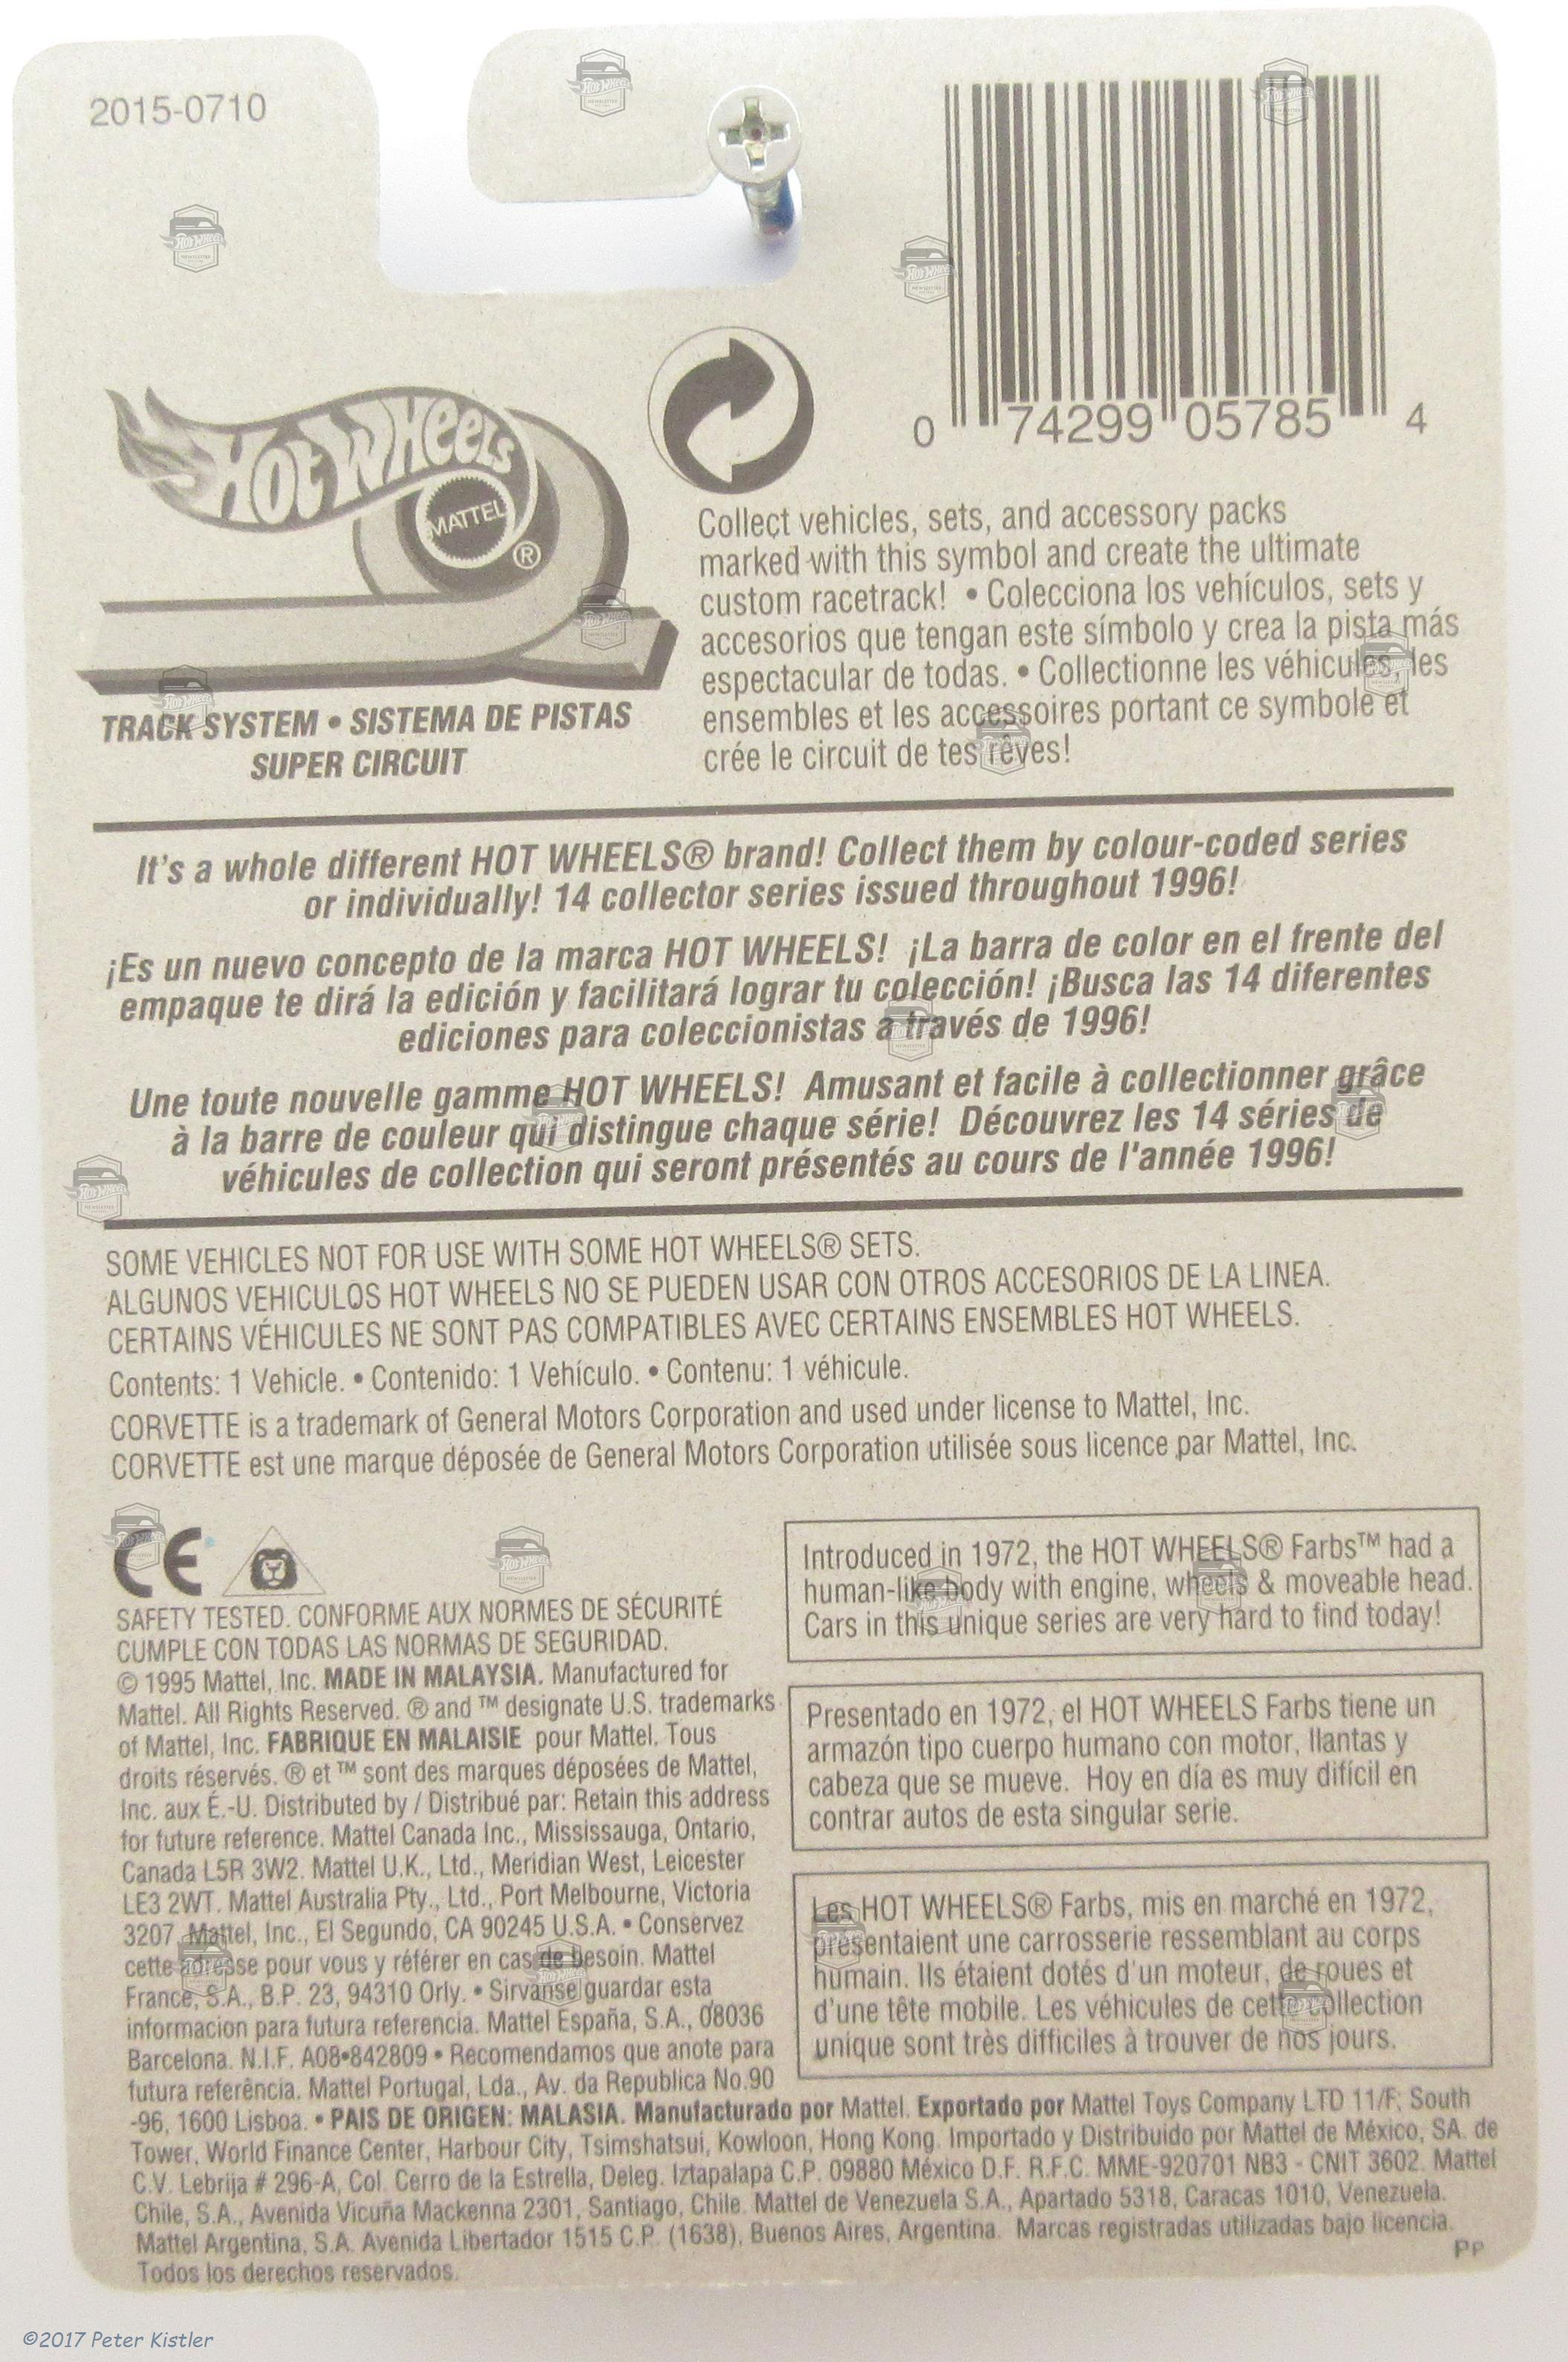 2015-0710
0 74299 05785 4
HOT WHEELS
MATTEL
®
TRACK SYSTEM • SISTEMA DE PISTAS
SUPER CIRCUIT
Collect vehicles, sets, and accessory packs
marked with this symbol and create the ultimate
custom racetrack! • Colecciona los vehículos, sets y
accesorios que tengan este símbolo y crea la pista más
espectacular de todas. • Collectionne les véhicules, les
ensembles et les accessoires portant ce symbole et
crée le circuit de tes rêves!
It's a whole different HOT WHEELS® brand! Collect them by colour-coded series
or individually! 14 collector series issued throughout 1996!
¡Es un nuevo concepto de la marca HOT WHEELS! ¡La barra de color en el frente del
empaque te dirá la edición y facilitará lograr tu colección! ¡Busca las 14 diferentes
ediciones para coleccionistas a través de 1996!
Une toute nouvelle gamme HOT WHEELS! Amusant et facile à collectionner grâce
à la barre de couleur qui distingue chaque série! Découvrez les 14 séries de
véhicules de collection qui seront présentés au cours de l'année 1996!
SOME VEHICLES NOT FOR USE WITH SOME HOT WHEELS® SETS.
ALGUNOS VEHICULOS HOT WHEELS NO SE PUEDEN USAR CON OTROS ACCESORIOS DE LA LINEA.
CERTAINS VÉHICULES NE SONT PAS COMPATIBLES AVEC CERTAINS ENSEMBLES HOT WHEELS.
Contents: 1 Vehicle. • Contenido: 1 Vehículo. • Contenu: 1 véhicule.
CORVETTE is a trademark of General Motors Corporation and used under license to Mattel, Inc.
CORVETTE est une marque déposée de General Motors Corporation utilisée sous licence par Mattel, Inc.
CE
SAFETY TESTED. CONFORME AUX NORMES DE SÉCURITÉ
CUMPLE CON TODAS LAS NORMAS DE SEGURIDAD.
© 1995 Mattel, Inc. MADE IN MALAYSIA. Manufactured for
Mattel. All Rights Reserved. ® and ™ designate U.S. trademarks
of Mattel, Inc. FABRIQUE EN MALAISIE pour Mattel. Tous
droits réservés. ® et ™ sont des marques déposées de Mattel,
Inc. aux É.-U. Distributed by / Distribué par: Retain this address
for future reference. Mattel Canada Inc., Mississauga, Ontario,
Canada L5R 3W2. Mattel U.K., Ltd., Meridian West, Leicester
LE3 2WT. Mattel Australia Pty., Ltd., Port Melbourne, Victoria
3207. Mattel, Inc., El Segundo, CA 90245 U.S.A. • Conservez
cette adresse pour vous y référer en cas de besoin. Mattel
France, S.A., B.P. 23, 94310 Orly. • Sirvanse guardar esta
informacion para futura referencia. Mattel España, S.A., 08036
Barcelona. N.I.F. A08•842809 • Recomendamos que anote para
futura referência. Mattel Portugal, Lda., Av. da Republica No.90
-96, 1600 Lisboa. • PAIS DE ORIGEN: MALASIA. Manufacturado por Mattel. Exportado por Mattel Toys Company LTD 11/F, South
Tower, World Finance Center, Harbour City, Tsimshatsui, Kowloon, Hong Kong. Importado y Distribuido por Mattel de México, SA. de
C.V. Lebrija # 296-A, Col. Cerro de la Estrella, Deleg. Iztapalapa C.P. 09880 México D.F. R.F.C. MME-920701 NB3 - CNIT 3602. Mattel
Chile, S.A., Avenida Vicuña Mackenna 2301, Santiago, Chile. Mattel de Venezuela S.A., Apartado 5318, Caracas 1010, Venezuela.
Mattel Argentina, S.A. Avenida Libertador 1515 C.P. (1638), Buenos Aires, Argentina. Marcas registradas utilizadas bajo licencia.
Todos los derechos reservados.
PP
Introduced in 1972, the HOT WHEELS® Farbs™ had a
human-like body with engine, wheels & moveable head.
Cars in this unique series are very hard to find today!
Presentado en 1972, el HOT WHEELS Farbs tiene un
armazón tipo cuerpo humano con motor, llantas y
cabeza que se mueve. Hoy en día es muy difícil en
contrar autos de esta singular serie.
Les HOT WHEELS® Farbs, mis en marché en 1972,
présentaient une carrosserie ressemblant au corps
humain. Ils étaient dotés d'un moteur, de roues et
d'une tête mobile. Les véhicules de cette collection
unique sont très difficiles à trouver de nos jours.
©2017 Peter Kistler